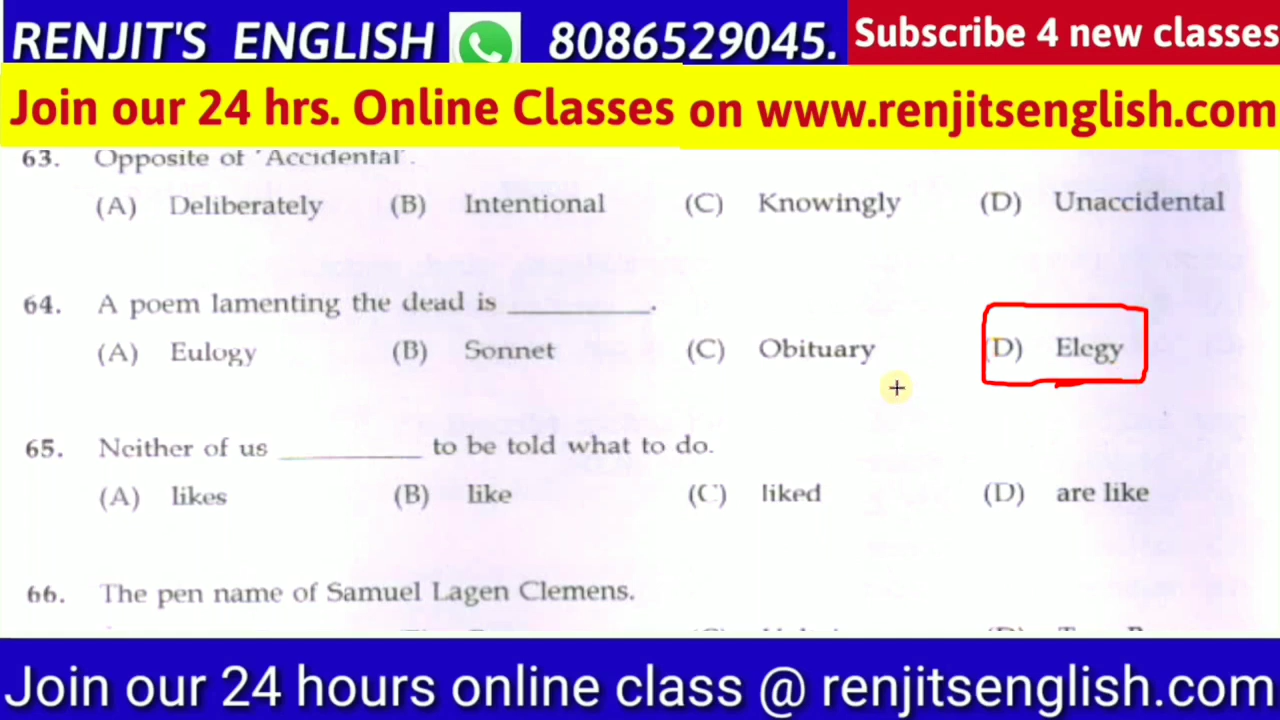 RENJIT'S ENGLISH 8086529045. Subscribe 4 new classes
Join our 24 hrs. Online Classes on www.renjitsenglish.com
63. Opposite of 'Accidental'.
(A) Deliberately (B) Intentional (C) Knowingly (D) Unaccidental
64. A poem lamenting the dead is __________.
(A) Eulogy (B) Sonnet (C) Obituary (D) Elegy
65. Neither of us __________ to be told what to do.
(A) likes (B) like (C) liked (D) are like
66. The pen name of Samuel Lagen Clemens.
Join our 24 hours online class @ renjitsenglish.com